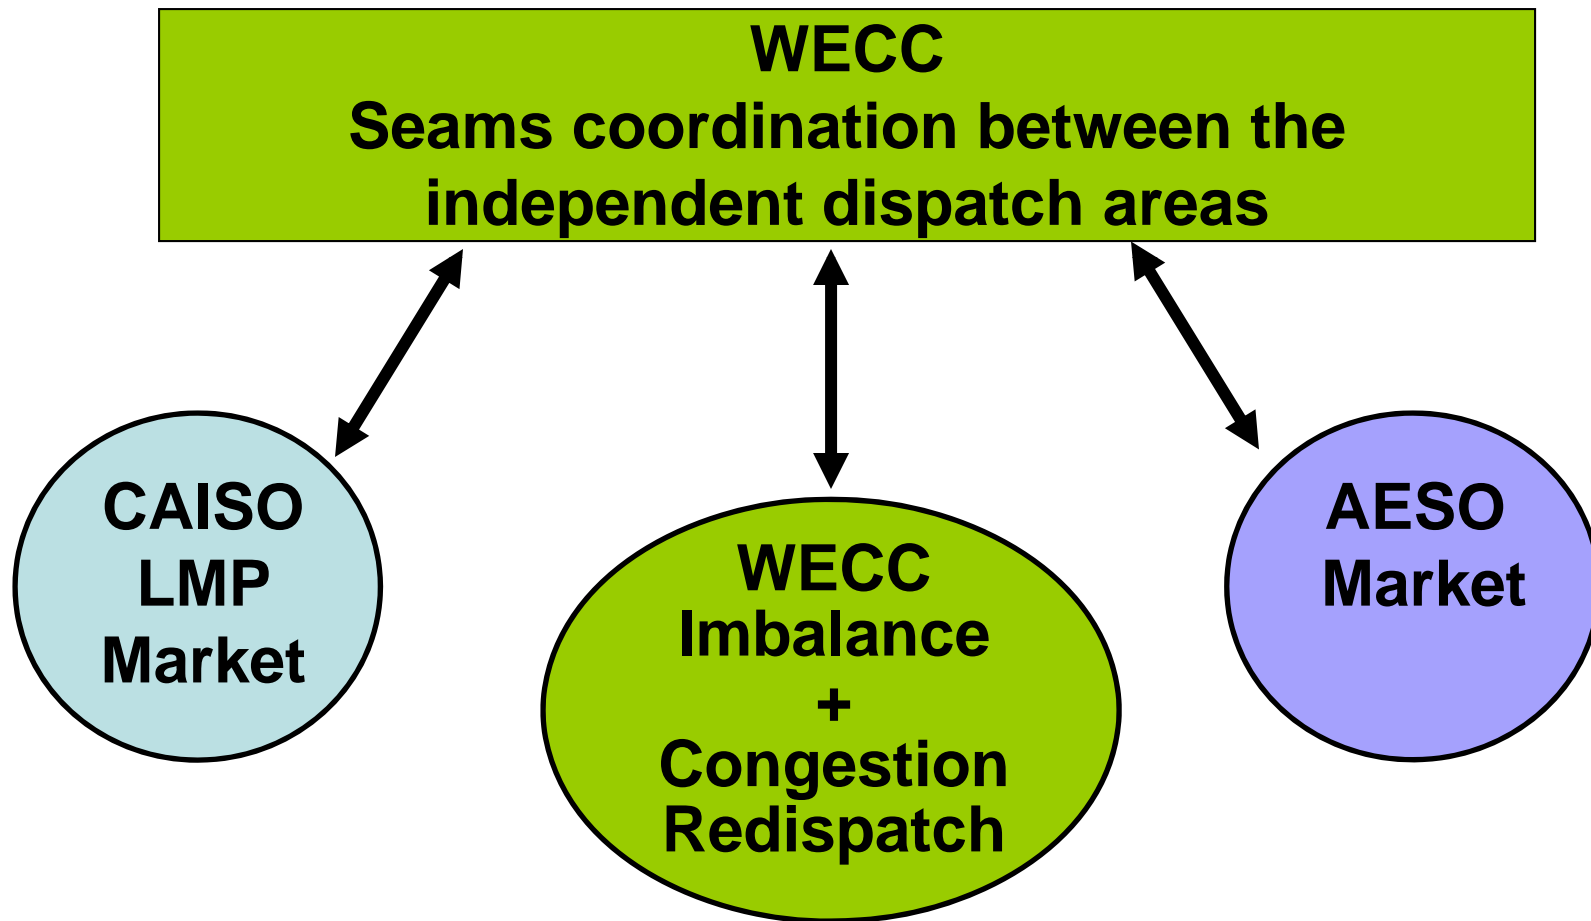 WECC
Seams coordination between the
independent dispatch areas
CAISO
LMP
Market
WECC
Imbalance
+
Congestion
Redispatch
AESO
Market